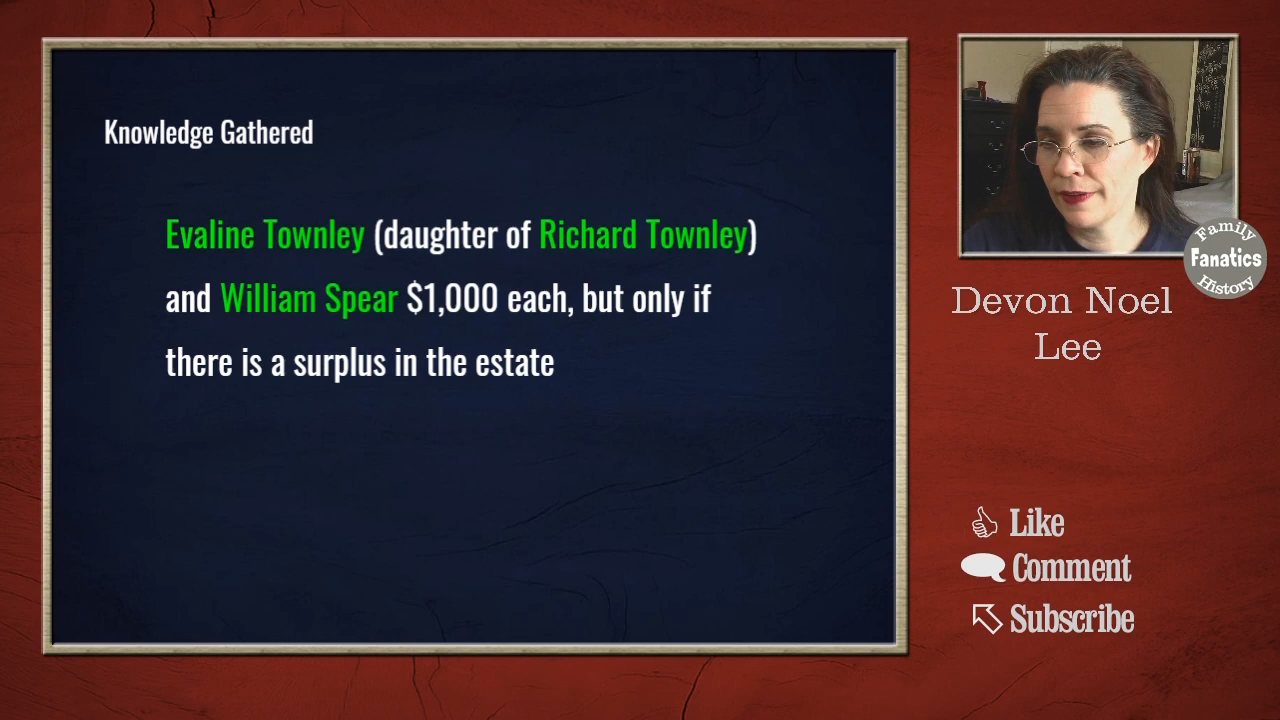 Knowledge Gathered
Evaline Townley (daughter of Richard Townley)
and William Spear $1,000 each, but only if
there is a surplus in the estate
Family
Fanatics
History
Devon Noel
Lee
Like
Comment
Subscribe